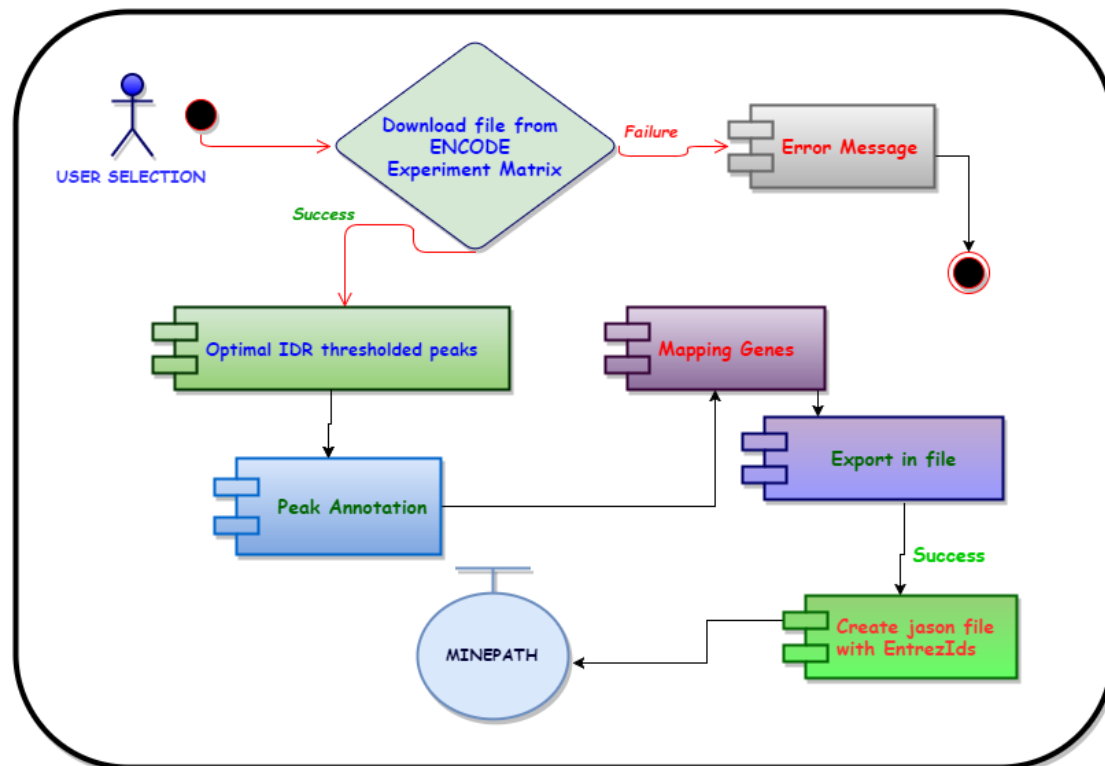 Download file from
ENCODE
Experiment Matrix
Failure
Error Message
USER SELECTION
Success
Optimal IDR thresholded peaks
Mapping Genes
Export in file
Peak Annotation
Success
Create jason file
with EntrezIds
MINEPATH